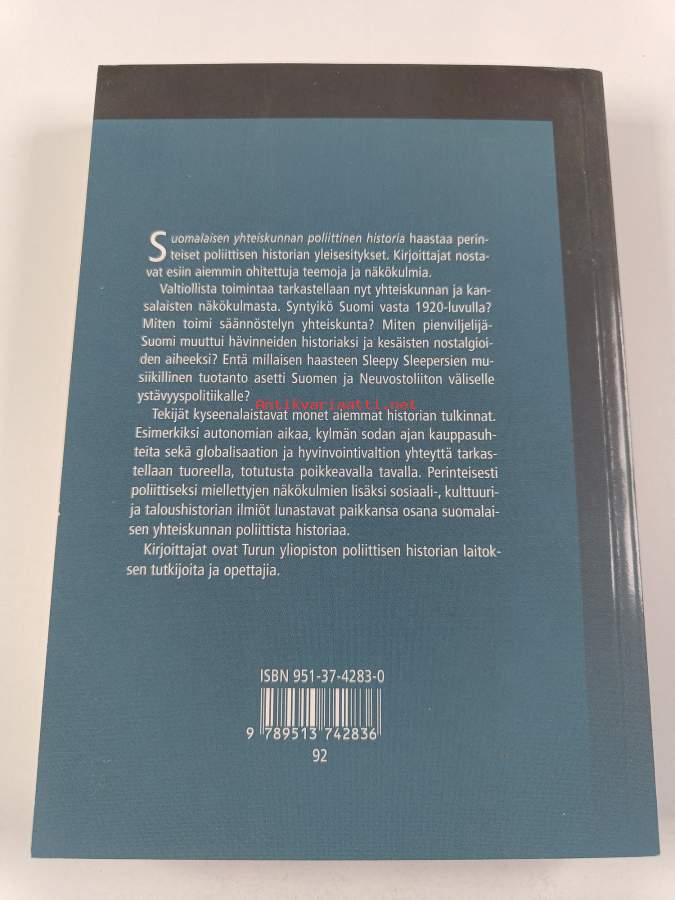 Suomalaisen yhteiskunnan poliittinen historia haastaa perin-
teiset poliittisen historian yleisesitykset. Kirjoittajat nosta-
vat esiin aiemmin ohitettuja teemoja ja näkökulmia.
Valtiollista toimintaa tarkastellaan nyt yhteiskunnan ja kan-
salaisten näkökulmasta. Syntyikö Suomi vasta 1920-luvulla?
Miten toimi säännöstelyn yhteiskunta? Miten pienviljelijä-
Suomi muuttui hävinneiden historiaksi ja kesäisten nostalgioi-
den aiheeksi? Entä millaisen haasteen Sleepy Sleepersien mu-
siikillinen tuotanto asetti Suomen ja Neuvostoliiton väliselle
ystävyyspolitiikalle?
Antikvariaatti.net
Tekijät kyseenalaistavat monet aiemmat historian tulkinnat.
Esimerkiksi autonomian aikaa, kylmän sodan ajan kauppasuh-
teita sekä globalisaation ja hyvinvointivaltion yhteyttä tarkas-
tellaan tuoreella, totutusta poikkeavalla tavalla. Perinteisesti
poliittiseksi miellettyjen näkökulmien lisäksi sosiaali-, kulttuuri-
ja taloushistorian ilmiöt lunastavat paikkansa osana suomalai-
sen yhteiskunnan poliittista historiaa.
Kirjoittajat ovat Turun yliopiston poliittisen historian laitok-
sen tutkijoita ja opettajia.
ISBN 951-37-4283-0
9 789513 742836
92